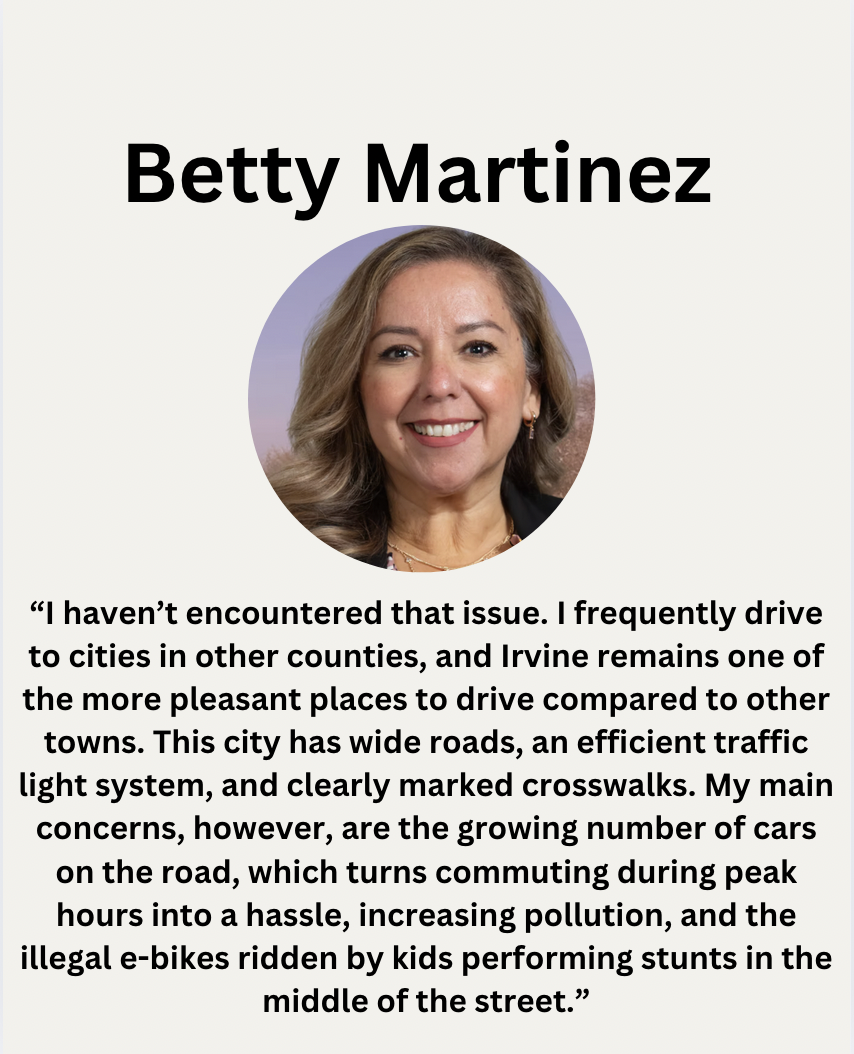 Betty Martinez
“I haven’t encountered that issue. I frequently drive
to cities in other counties, and Irvine remains one of
the more pleasant places to drive compared to other
towns. This city has wide roads, an efficient traffic
light system, and clearly marked crosswalks. My main
concerns, however, are the growing number of cars
on the road, which turns commuting during peak
hours into a hassle, increasing pollution, and the
illegal e-bikes ridden by kids performing stunts in the
middle of the street.”